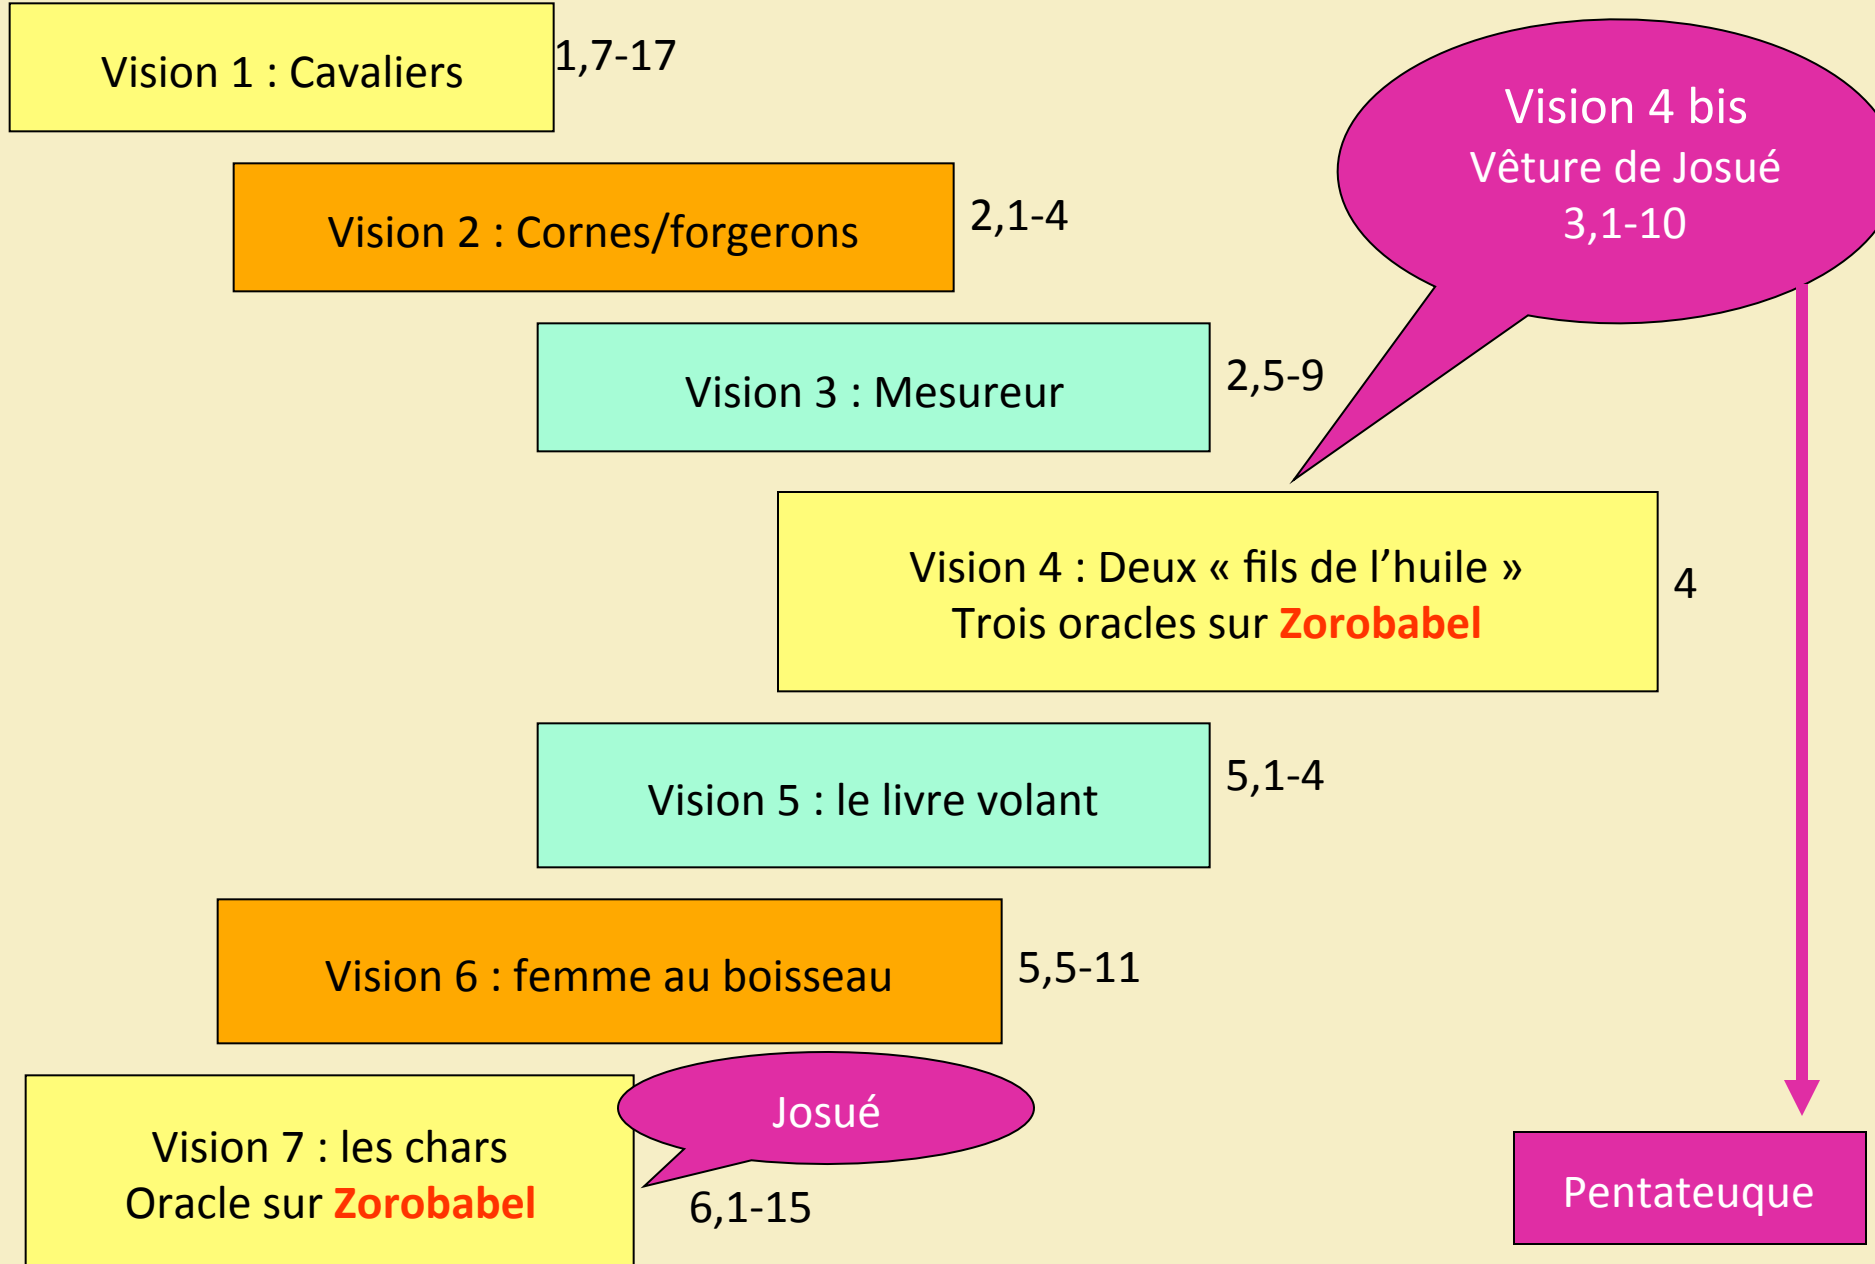 Vision 1 : Cavaliers
1,7-17
Vision 4 bis
Vêture de Josué
3,1-10
Vision 2 : Cornes/forgerons
2,1-4
Vision 3 : Mesureur
2,5-9
Vision 4 : Deux « fils de l’huile »
Trois oracles sur Zorobabel
4
Vision 5 : le livre volant
5,1-4
Vision 6 : femme au boisseau
5,5-11
Josué
Vision 7 : les chars
Oracle sur Zorobabel
6,1-15
Pentateuque